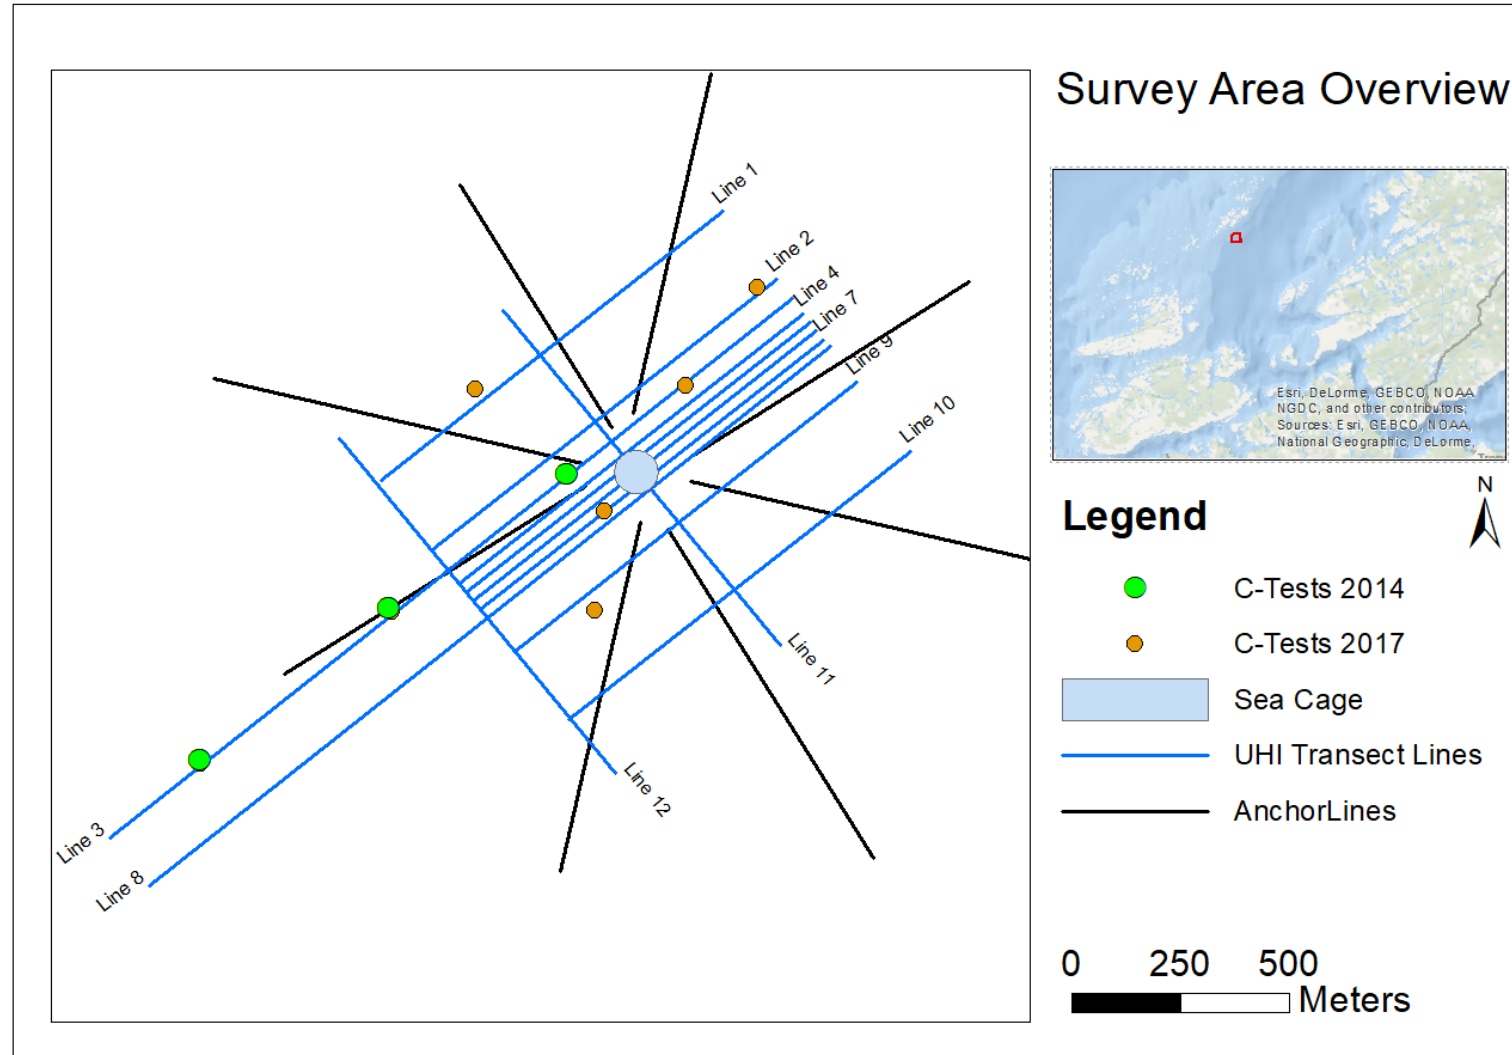 Survey Area Overview
Line 1
Line 2
Line 4
Line 7
Line 9
Line 10
Line 11
Line 12
Line 3
Line 8
Esri, DeLorme, GEBCO, NOAA
NGDC, and other contributors;
Sources: Esri, GEBCO, NOAA,
National Geographic, DeLorme,
N
Legend
C-Tests 2014
C-Tests 2017
Sea Cage
UHI Transect Lines
AnchorLines
0 250 500
Meters